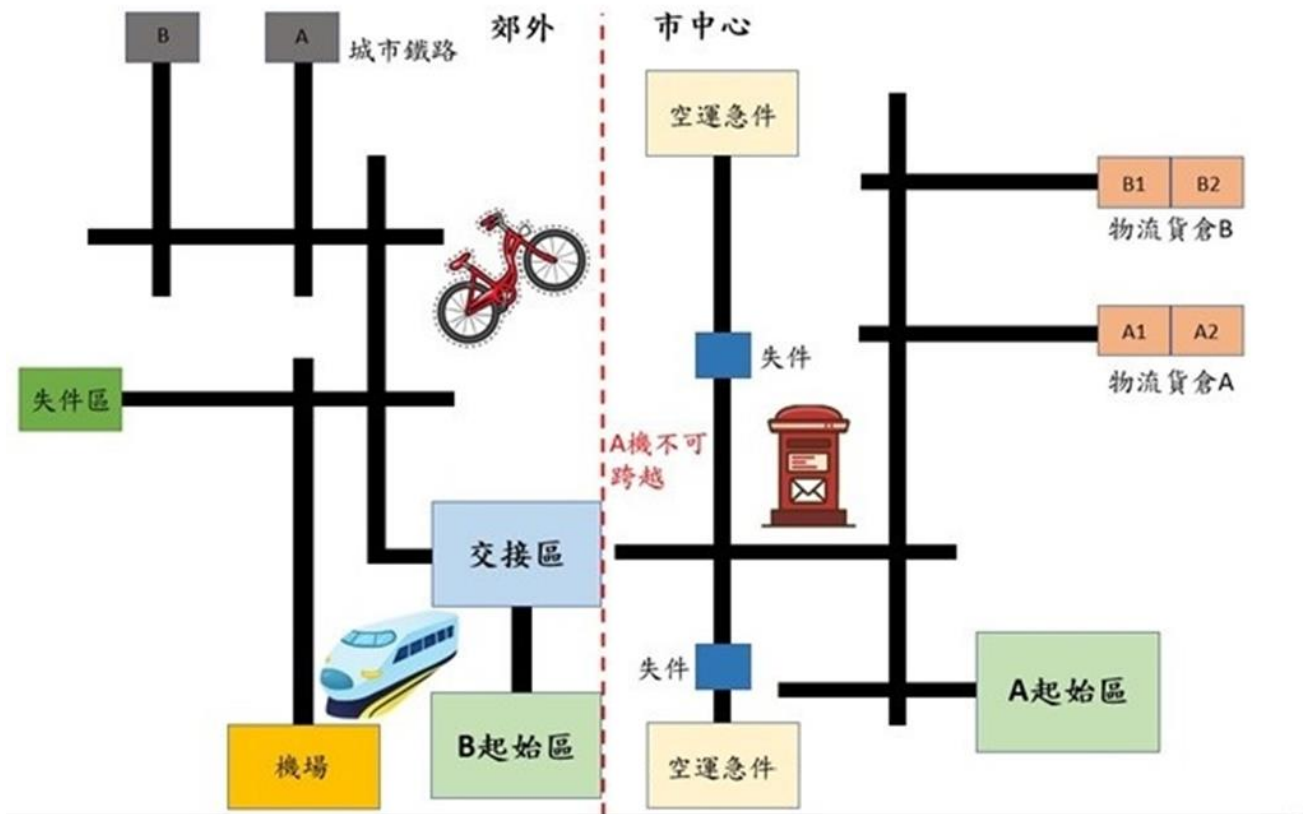 B
A
城市鐵路
郊外
市中心
空運急件
B1
B2
物流貨倉B
失件
A1
A2
物流貨倉A
失件區
A機不可
跨越
交接區
失件
A起始區
B起始區
機場
空運急件